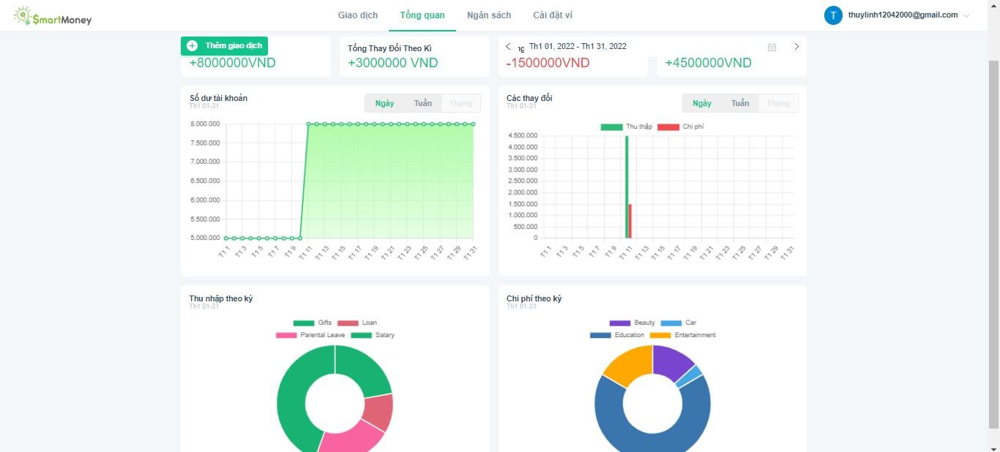 $martMoney
Giao dịch
Tổng quan
Ngân sách
Cài đặt ví
T
thuylinh12042000@gmail.com
Thêm giao dịch
+8000000VND
Tổng Thay Đổi Theo Kì
+3000000 VND
Th1 01, 2022 - Th1 31, 2022
-1500000VND
+4500000VND
Số dư tài khoản
Th1 01-31
Ngày Tuần Tháng
8.000.000
7.500.000
7.000.000
6.500.000
6.000.000
5.500.000
5.000.000
T1 1 T1 3 T1 5 T1 7 T1 9 T1 11 T1 13 T1 15 T1 17 T1 19 T1 21 T1 23 T1 25 T1 27 T1 29 T1 31
Các thay đổi
Th1 01-31
Ngày Tuần Tháng
Thu thập Chi phí
4.500.000
4.000.000
3.500.000
3.000.000
2.500.000
2.000.000
1.500.000
1.000.000
500.000
0
T1 1 T1 3 T1 5 T1 7 T1 9 T1 11 T1 13 T1 15 T1 17 T1 19 T1 21 T1 23 T1 25 T1 27 T1 29 T1 31
Thu nhập theo kỳ
Th1 01-31
Gifts Loan
Parental Leave Salary
Chi phí theo kỳ
Th1 01-31
Beauty Car
Education Entertainment